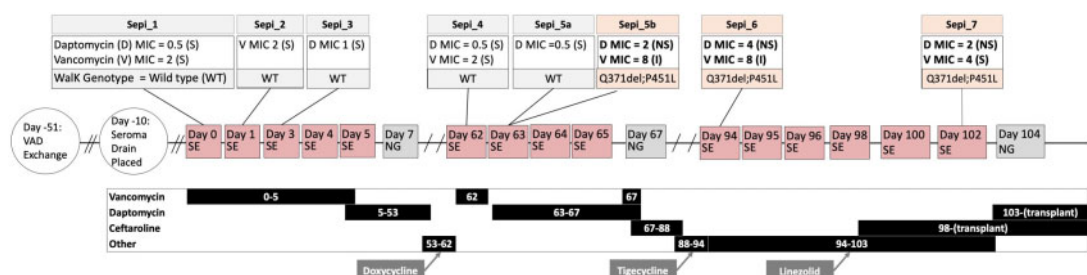 Sepi_1 Sepi_2 Sepi_3 Sepi_4 Sepi_5a Sepi_5b Sepi_6 Sepi_7
Daptomycin (D) MIC = 0.5 (S) V MIC 2 (S) D MIC 1 (S) D MIC = 0.5 (S) D MIC =0.5 (S) D MIC = 2 (NS) D MIC = 4 (NS) D MIC = 2 (NS)
Vancomycin (V) MIC = 2 (S) V MIC = 2 (S) V MIC = 8 (I) V MIC = 8 (I) V MIC = 4 (S)
WalK Genotype = Wild type (WT) WT WT WT WT Q371del;P451L Q371del;P451L Q371del;P451L
Day -51:
VAD
Exchange
Day -10:
Seroma
Drain
Placed
Day 0 Day 1 Day 3 Day 4 Day 5 Day 7 Day 62 Day 63 Day 64 Day 65 Day 67 Day 94 Day 95 Day 96 Day 98 Day 100 Day 102 Day 104
SE SE SE SE SE NG SE SE SE SE NG SE SE SE SE SE SE NG
Vancomycin 0-5 62 67
Daptomycin 5-53 63-67 103-(transplant)
Ceftaroline 67-88 98-(transplant)
Other 53-62 88-94 94-103
Doxycycline Tigecycline Linezolid